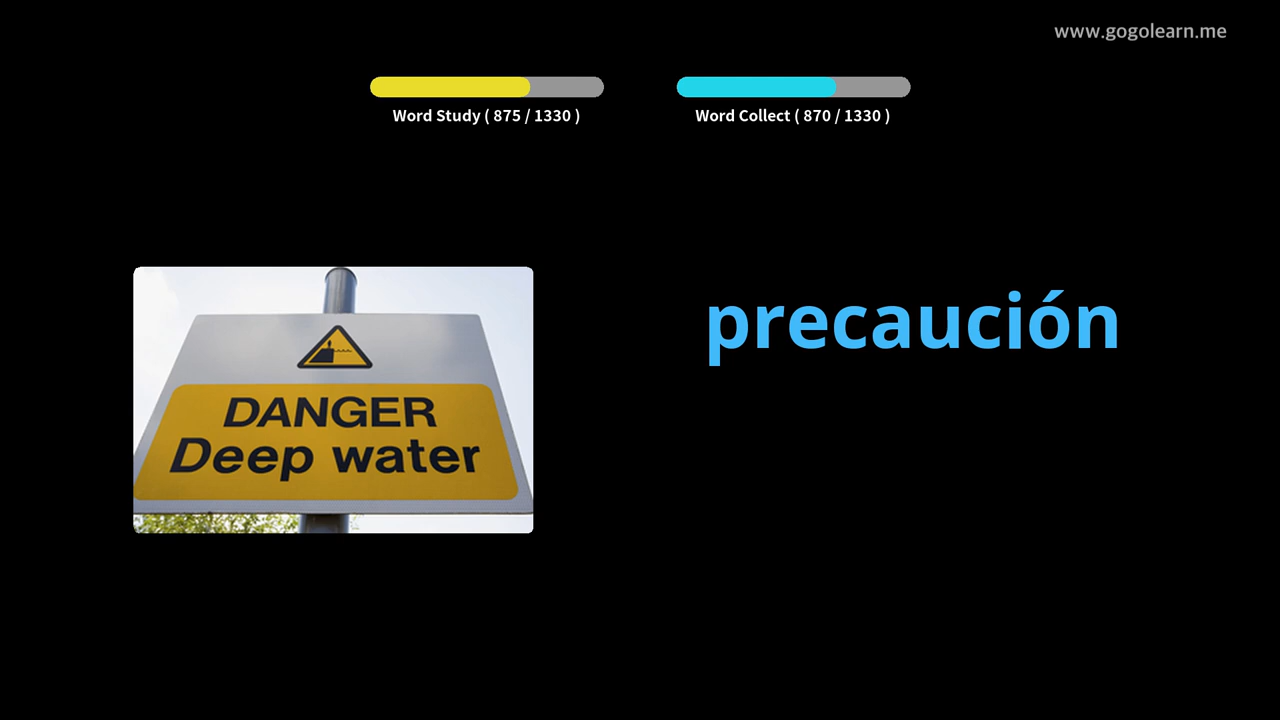 www.gogolearn.me
Word Study ( 875 / 1330 )
Word Collect ( 870 / 1330 )
precaución
DANGER
Deep water